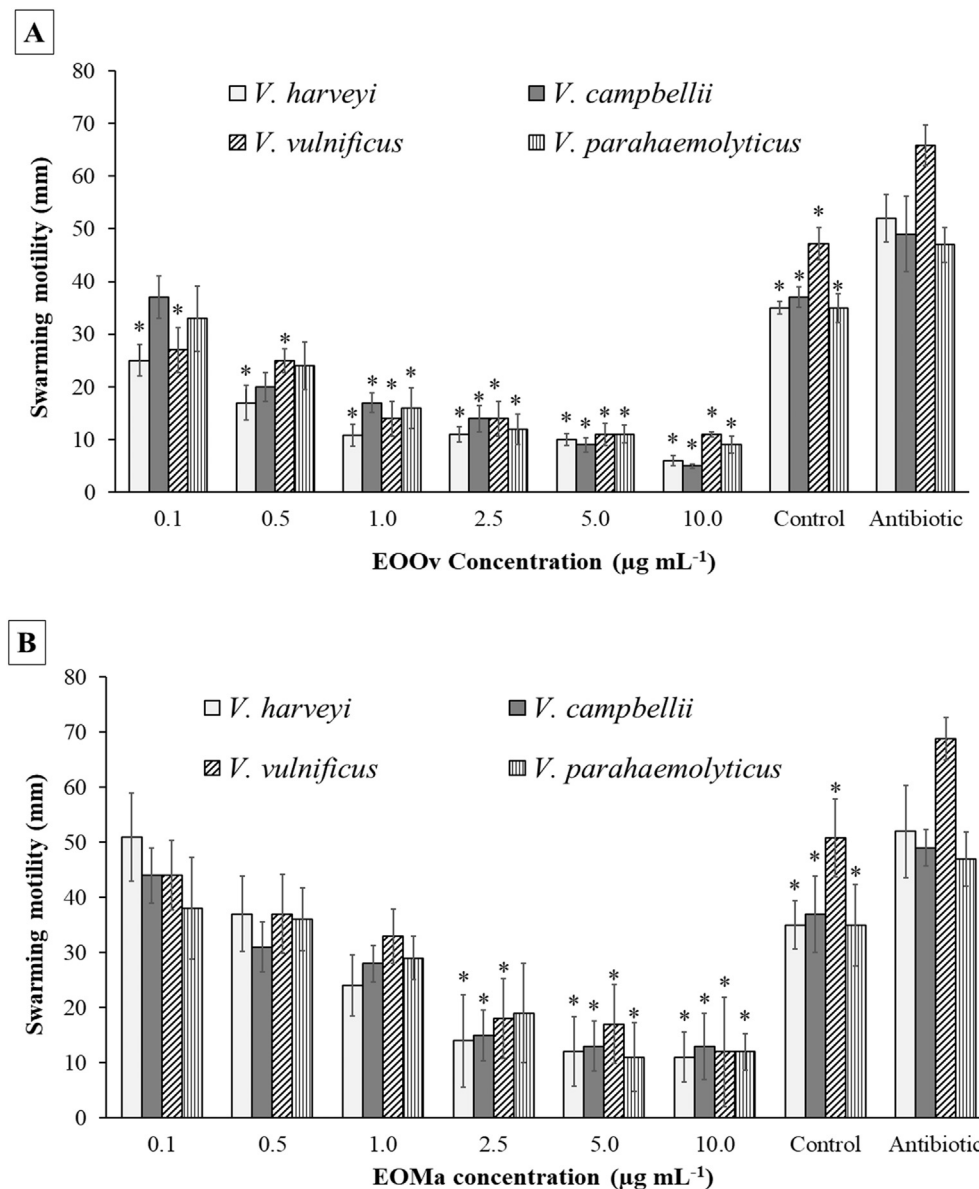 A
80
70
60
50
40
30
20
10
0
Swarming motility (mm)
V. harveyi
V. campbellii
V. vulnificus
V. parahaemolyticus
* * * * * * * * * * * * * * * * * * * * * * * *
0.1 0.5 1.0 2.5 5.0 10.0 Control Antibiotic
EOOv Concentration (µg mL-1)
B
80
70
60
50
40
30
20
10
0
Swarming motility (mm)
V. harveyi
V. campbellii
V. vulnificus
V. parahaemolyticus
* * * * * * * * * * * * * * *
0.1 0.5 1.0 2.5 5.0 10.0 Control Antibiotic
EOMa concentration (µg mL-1)